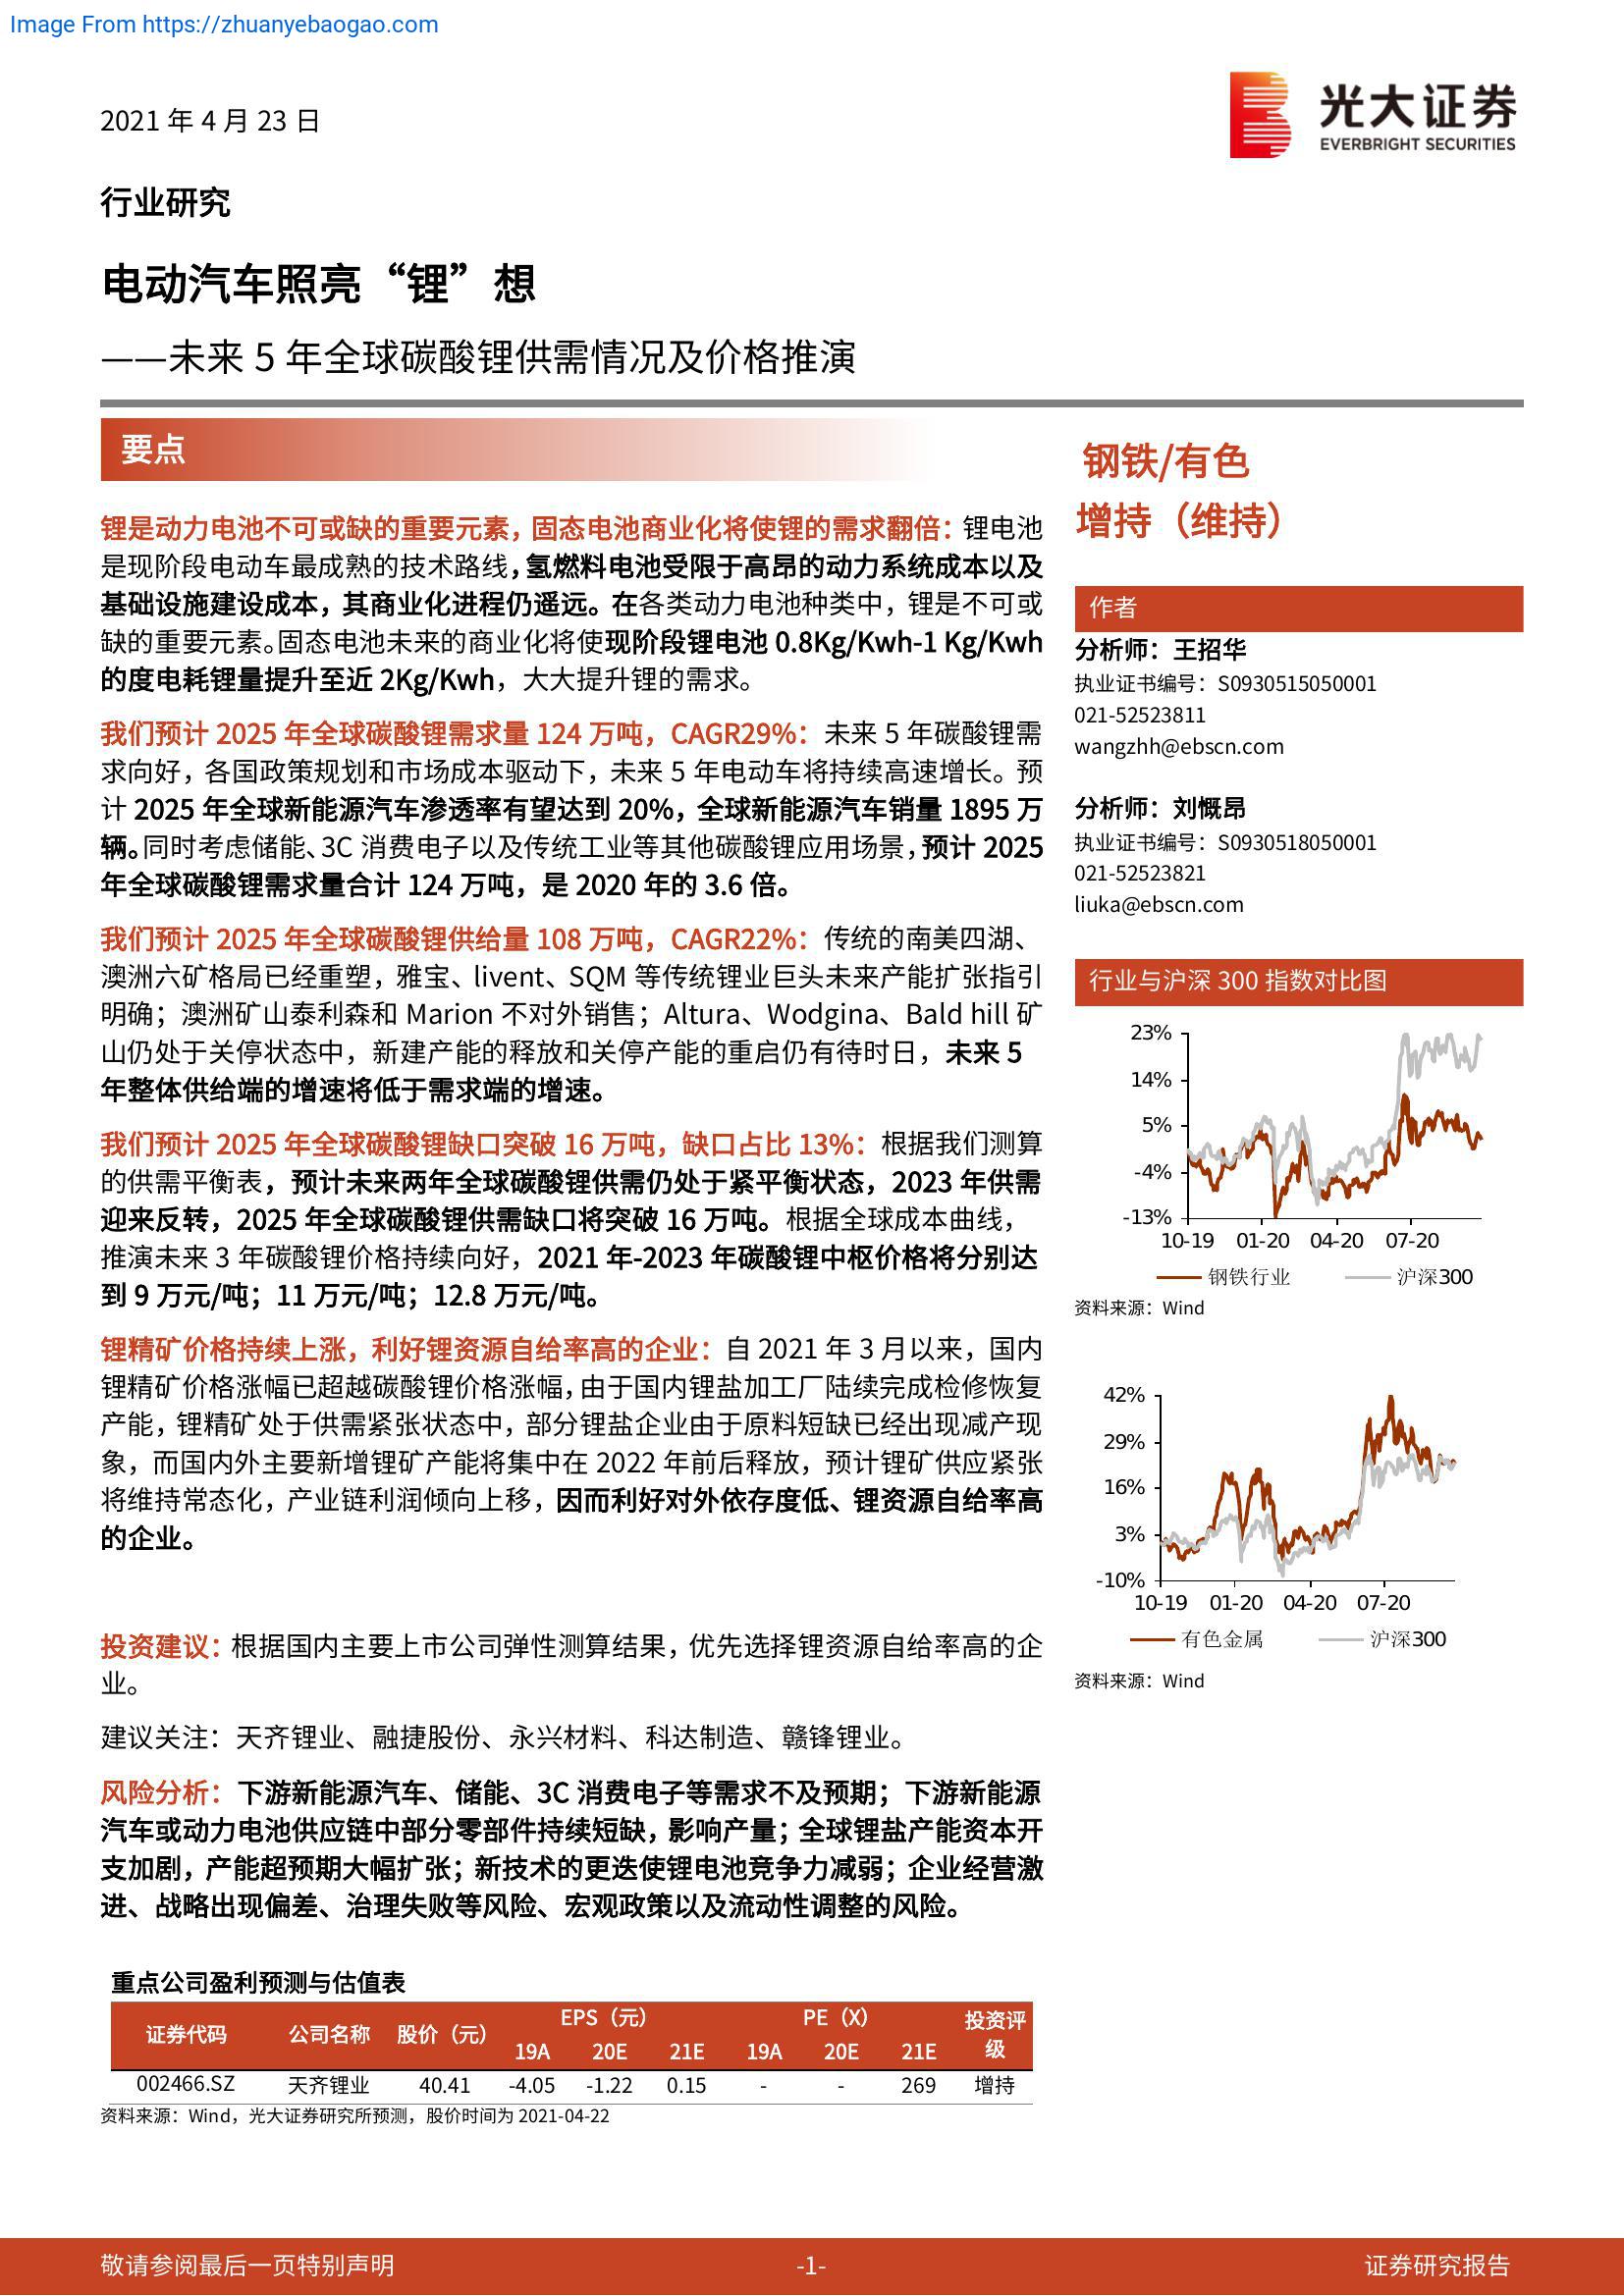 Image From https://zhuanyebaogao.com
2021 年 4 月 23 日
光大证券
EVERBRIGHT SECURITIES
行业研究
电动汽车照亮“锂”想
——未来 5 年全球碳酸锂供需情况及价格推演
要点
锂是动力电池不可或缺的重要元素，固态电池商业化将使锂的需求翻倍：锂电池
是现阶段电动车最成熟的技术路线，氢燃料电池受限于高昂的动力系统成本以及
基础设施建设成本，其商业化进程仍遥远。在各类动力电池种类中，锂是不可或
缺的重要元素。固态电池未来的商业化将使现阶段锂电池 0.8Kg/Kwh-1 Kg/Kwh
的度电耗锂量提升至近 2Kg/Kwh，大大提升锂的需求。
我们预计 2025 年全球碳酸锂需求量 124 万吨，CAGR29%：未来 5 年碳酸锂需
求向好，各国政策规划和市场成本驱动下，未来 5 年电动车将持续高速增长。预
计 2025 年全球新能源汽车渗透率有望达到 20%，全球新能源汽车销量 1895 万
辆。同时考虑储能、3C 消费电子以及传统工业等其他碳酸锂应用场景，预计 2025
年全球碳酸锂需求量合计 124 万吨，是 2020 年的 3.6 倍。
我们预计 2025 年全球碳酸锂供给量 108 万吨，CAGR22%：传统的南美四湖、
澳洲六矿格局已经重塑，雅宝、livent、SQM 等传统锂业巨头未来产能扩张指引
明确；澳洲矿山泰利森和 Marion 不对外销售；Altura、Wodgina、Bald hill 矿
山仍处于关停状态中，新建产能的释放和关停产能的重启仍有待时日，未来 5
年整体供给端的增速将低于需求端的增速。
我们预计 2025 年全球碳酸锂缺口突破 16 万吨，缺口占比 13%：根据我们测算
的供需平衡表，预计未来两年全球碳酸锂供需仍处于紧平衡状态，2023 年供需
迎来反转，2025 年全球碳酸锂供需缺口将突破 16 万吨。根据全球成本曲线，
推演未来 3 年碳酸锂价格持续向好，2021 年-2023 年碳酸锂中枢价格将分别达
到 9 万元/吨；11 万元/吨；12.8 万元/吨。
锂精矿价格持续上涨，利好锂资源自给率高的企业：自 2021 年 3 月以来，国内
锂精矿价格涨幅已超越碳酸锂价格涨幅，由于国内锂盐加工厂陆续完成检修恢复
产能，锂精矿处于供需紧张状态中，部分锂盐企业由于原料短缺已经出现减产现
象，而国内外主要新增锂矿产能将集中在 2022 年前后释放，预计锂矿供应紧张
将维持常态化，产业链利润倾向上移，因而利好对外依存度低、锂资源自给率高
的企业。
投资建议：根据国内主要上市公司弹性测算结果，优先选择锂资源自给率高的企
业。
建议关注：天齐锂业、融捷股份、永兴材料、科达制造、赣锋锂业。
风险分析：下游新能源汽车、储能、3C 消费电子等需求不及预期；下游新能源
汽车或动力电池供应链中部分零部件持续短缺，影响产量；全球锂盐产能资本开
支加剧，产能超预期大幅扩张；新技术的更迭使锂电池竞争力减弱；企业经营激
进、战略出现偏差、治理失败等风险、宏观政策以及流动性调整的风险。
重点公司盈利预测与估值表
证券代码 公司名称 股价（元） EPS（元） PE（X） 投资评级
19A 20E 21E 19A 20E 21E
002466.SZ 天齐锂业 40.41 -4.05 -1.22 0.15 - - 269 增持
资料来源：Wind，光大证券研究所预测，股价时间为 2021-04-22
钢铁/有色
增持（维持）
作者
分析师：王招华
执业证书编号：S0930515050001
021-52523811
wangzhh@ebscn.com
分析师：刘慨昂
执业证书编号：S0930518050001
021-52523821
liuka@ebscn.com
行业与沪深 300 指数对比图
23%
14%
5%
-4%
-13%
10-19 01-20 04-20 07-20
钢铁行业 沪深300
资料来源：Wind
42%
29%
16%
3%
-10%
10-19 01-20 04-20 07-20
有色金属 沪深300
资料来源：Wind
敬请参阅最后一页特别声明 -1- 证券研究报告